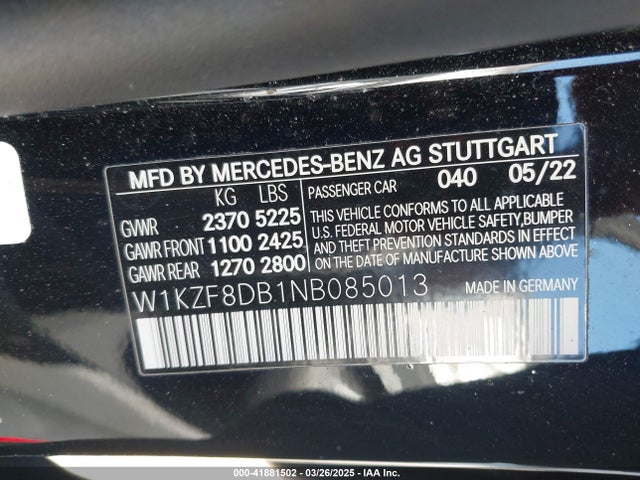 MFD BY MERCEDES-BENZ AG STUTTGART
KG LBS PASSENGER CAR 040 05/22
GVWR 2370 5225
GAWR FRONT 1100 2425
GAWR REAR 1270 2800
THIS VEHICLE CONFORMS TO ALL APPLICABLE
U.S. FEDERAL MOTOR VEHICLE SAFETY,BUMPER
AND THEFT PREVENTION STANDARDS IN EFFECT
ON THE DATE OF MANUFACTURE SHOWN ABOVE.
W1KZF8DB1NB085013 MADE IN GERMANY
000-41881502 - 03/26/2025 - IAA Inc.